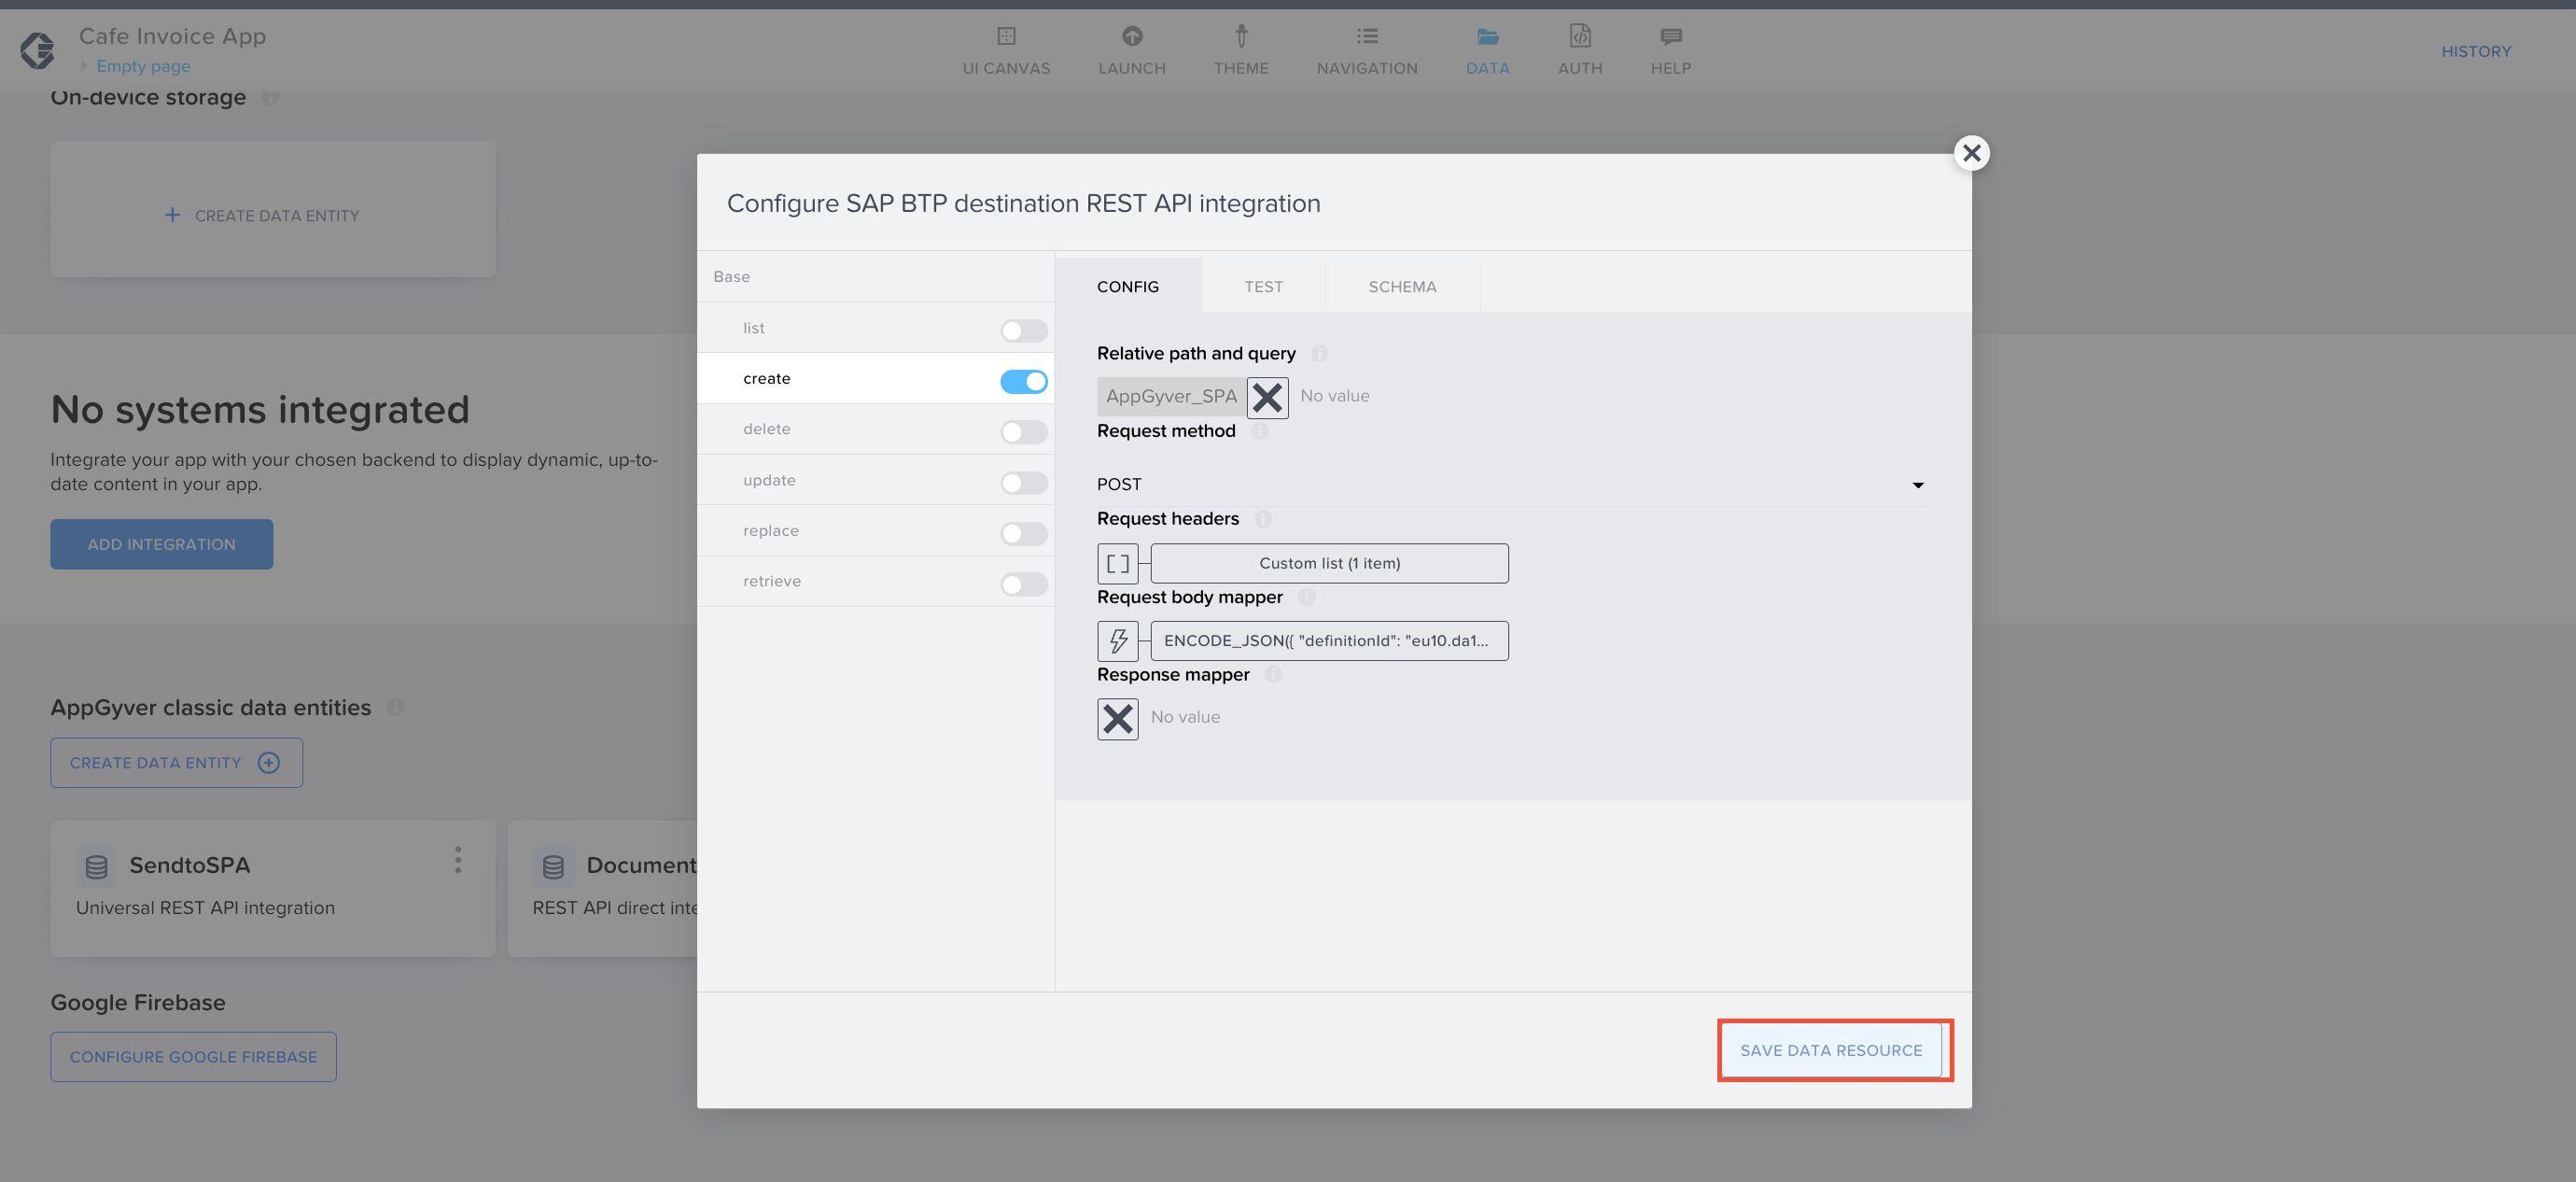 Cafe Invoice App
Empty page
UI CANVAS
LAUNCH
THEME
NAVIGATION
DATA
AUTH
HELP
HISTORY
On-device storage
CREATE DATA ENTITY
No systems integrated
Integrate your app with your chosen backend to display dynamic, up-to-
date content in your app.
ADD INTEGRATION
AppGyver classic data entities
CREATE DATA ENTITY
SendtoSPA
Universal REST API integration
Document
REST API direct inte
Google Firebase
CONFIGURE GOOGLE FIREBASE
Configure SAP BTP destination REST API integration
Base
list
create
delete
update
replace
retrieve
CONFIG
TEST
SCHEMA
Relative path and query
AppGyver_SPA
No value
Request method
POST
Request headers
Custom list (1 item)
Request body mapper
ENCODE_JSON({ "definitionId": "eu10.da1...
Response mapper
No value
SAVE DATA RESOURCE